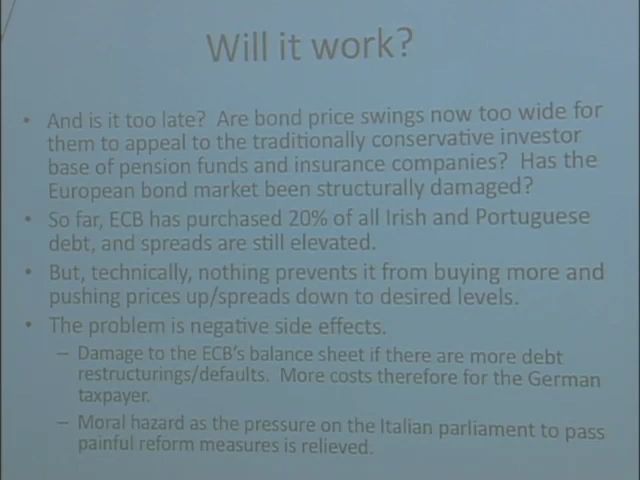 Will it work?
• And is it too late? Are bond price swings now too wide for
them to appeal to the traditionally conservative investor
base of pension funds and insurance companies? Has the
European bond market been structurally damaged?
• So far, ECB has purchased 20% of all Irish and Portuguese
debt, and spreads are still elevated.
• But, technically, nothing prevents it from buying more and
pushing prices up/spreads down to desired levels.
• The problem is negative side effects.
– Damage to the ECB's balance sheet if there are more debt
restructurings/defaults. More costs therefore for the German
taxpayer.
– Moral hazard as the pressure on the Italian parliament to pass
painful reform measures is relieved.